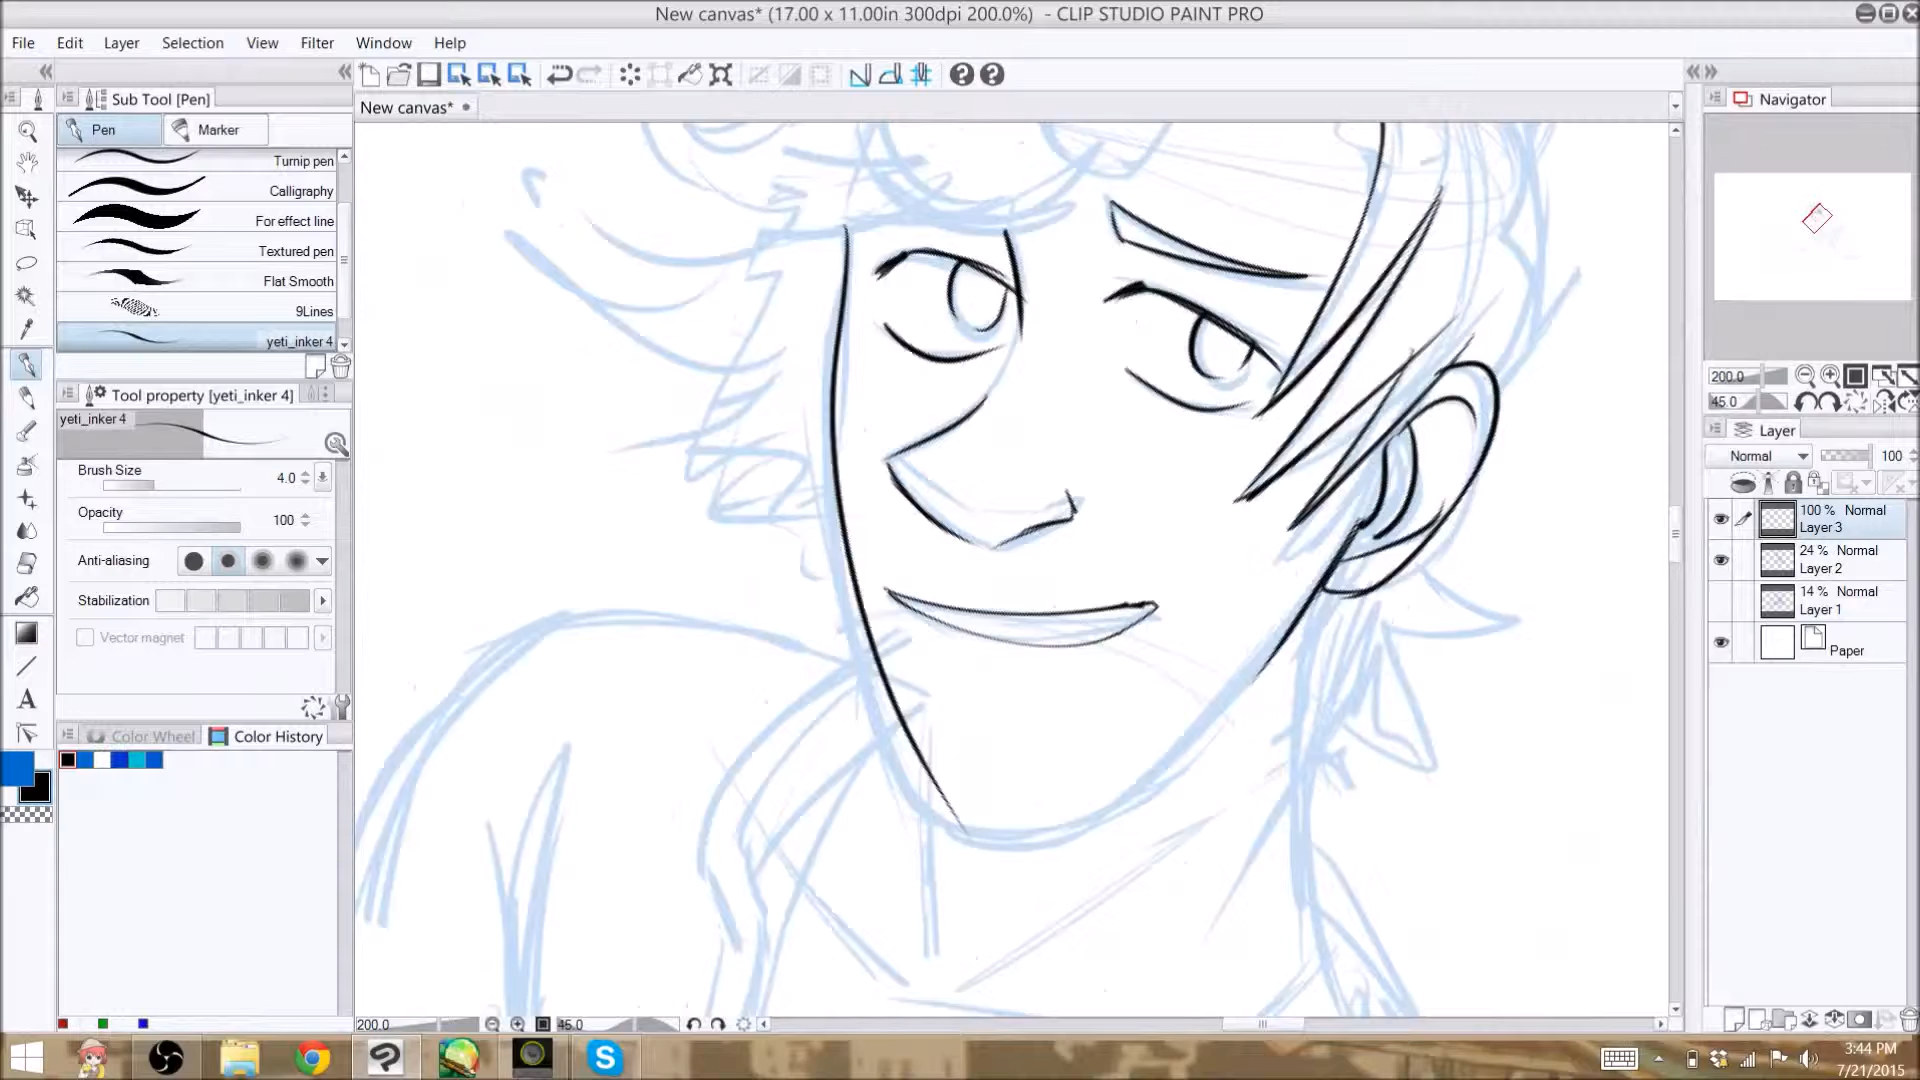 New canvas* (17.00 x 11.00in 300dpi 200.0%)  - CLIP STUDIO PAINT PRO
File Edit Layer Selection View Filter Window Help
Sub Tool [Pen]
New canvas*
Navigator
Pen Marker
Turnip pen
Calligraphy
For effect line
Textured pen
Flat Smooth
9Lines
yeti_inker 4
200.0
Tool property [yeti_inker 4]
45.0
yeti_inker 4
Layer
Normal 100
Brush Size
4.0
Opacity
100
100 % Normal
Layer 3
24 % Normal
Layer 2
Anti-aliasing
14 % Normal
Layer 1
Stabilization
Vector magnet
Paper
A
Color Wheel Color History
200.0 45.0
3:44 PM
7/21/2015